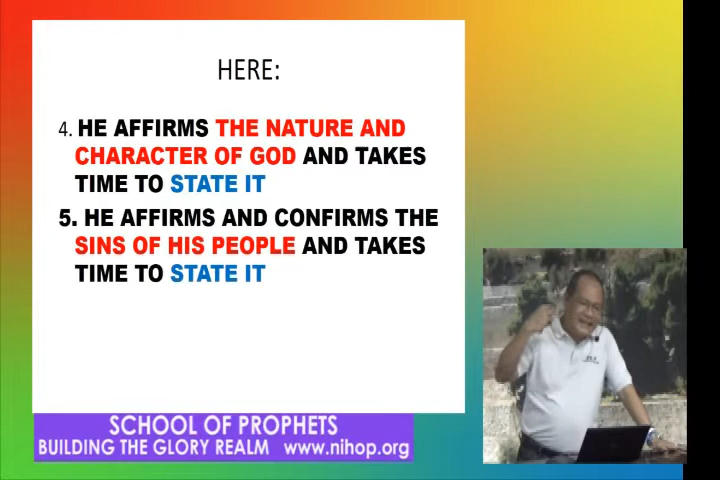 HERE:
4. HE AFFIRMS THE NATURE AND
CHARACTER OF GOD AND TAKES
TIME TO STATE IT
5. HE AFFIRMS AND CONFIRMS THE
SINS OF HIS PEOPLE AND TAKES
TIME TO STATE IT
SCHOOL OF PROPHETS
BUILDING THE GLORY REALM www.nihop.org